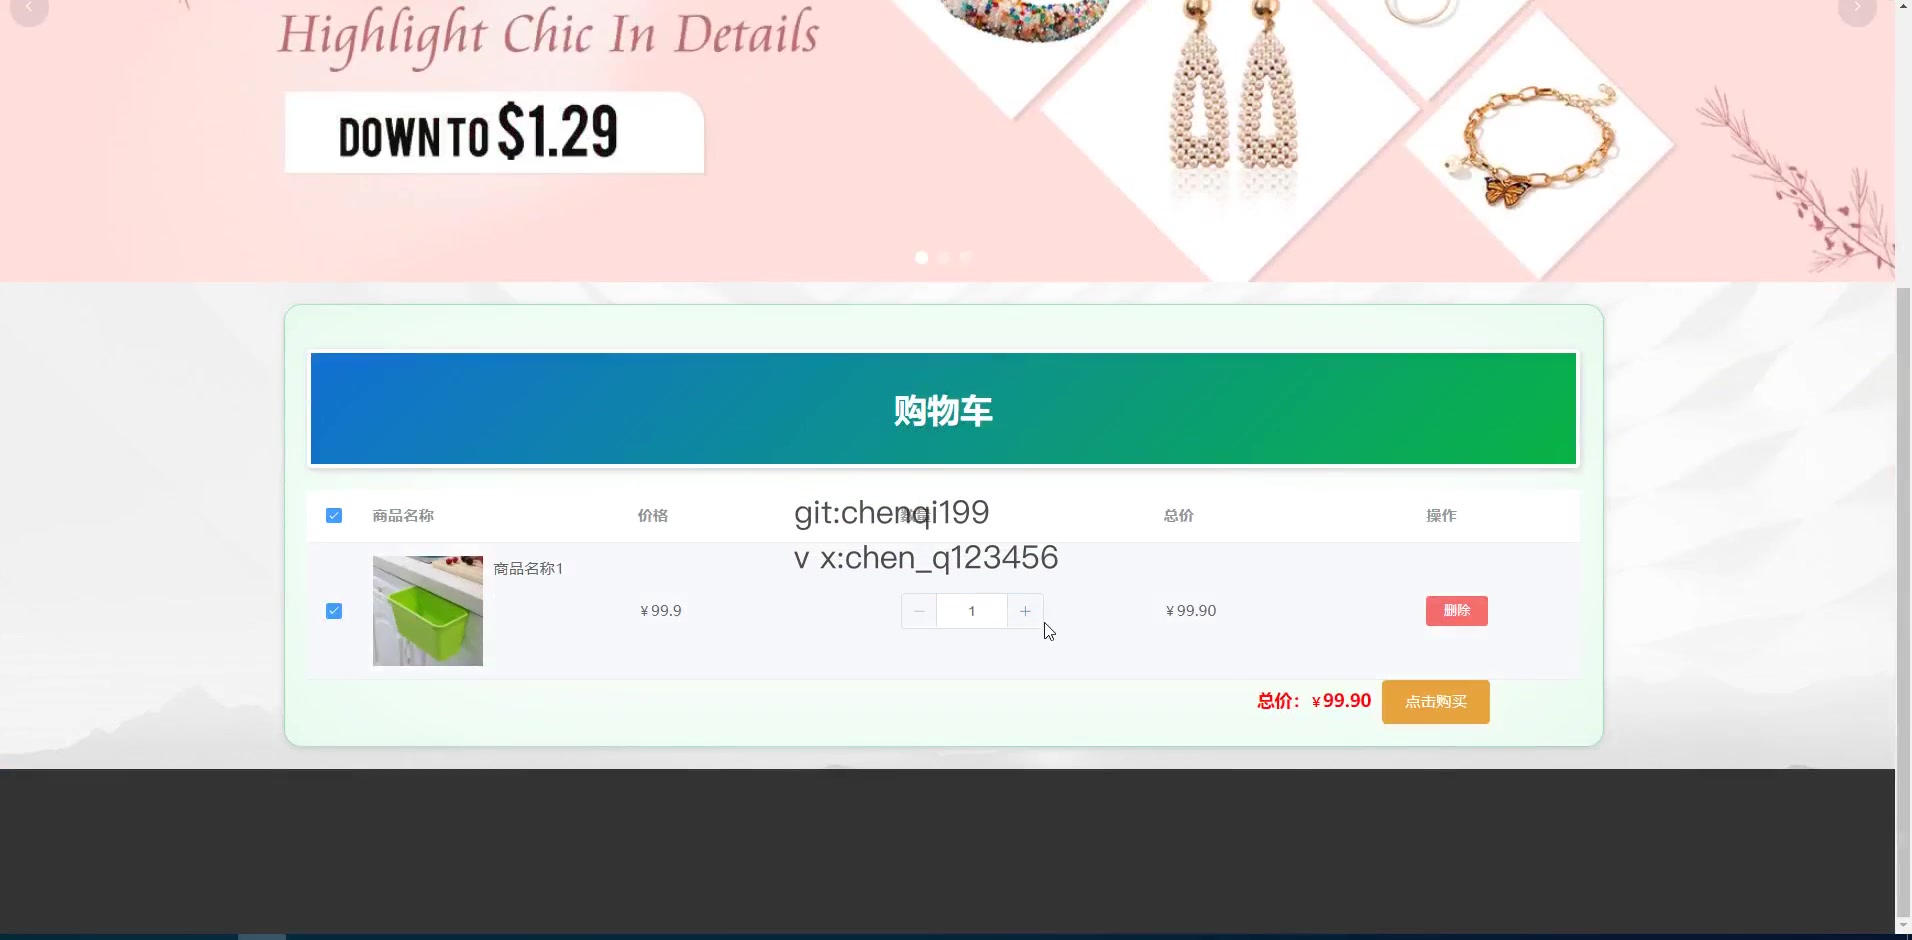 Highlight Chic In Details
DOWN TO $1.29
购物车
商品名称 价格 总价 操作
git:chenqi199
v x:chen_q123456
商品名称1
￥99.9 1 ￥99.90 删除
总价：￥99.90 点击购买